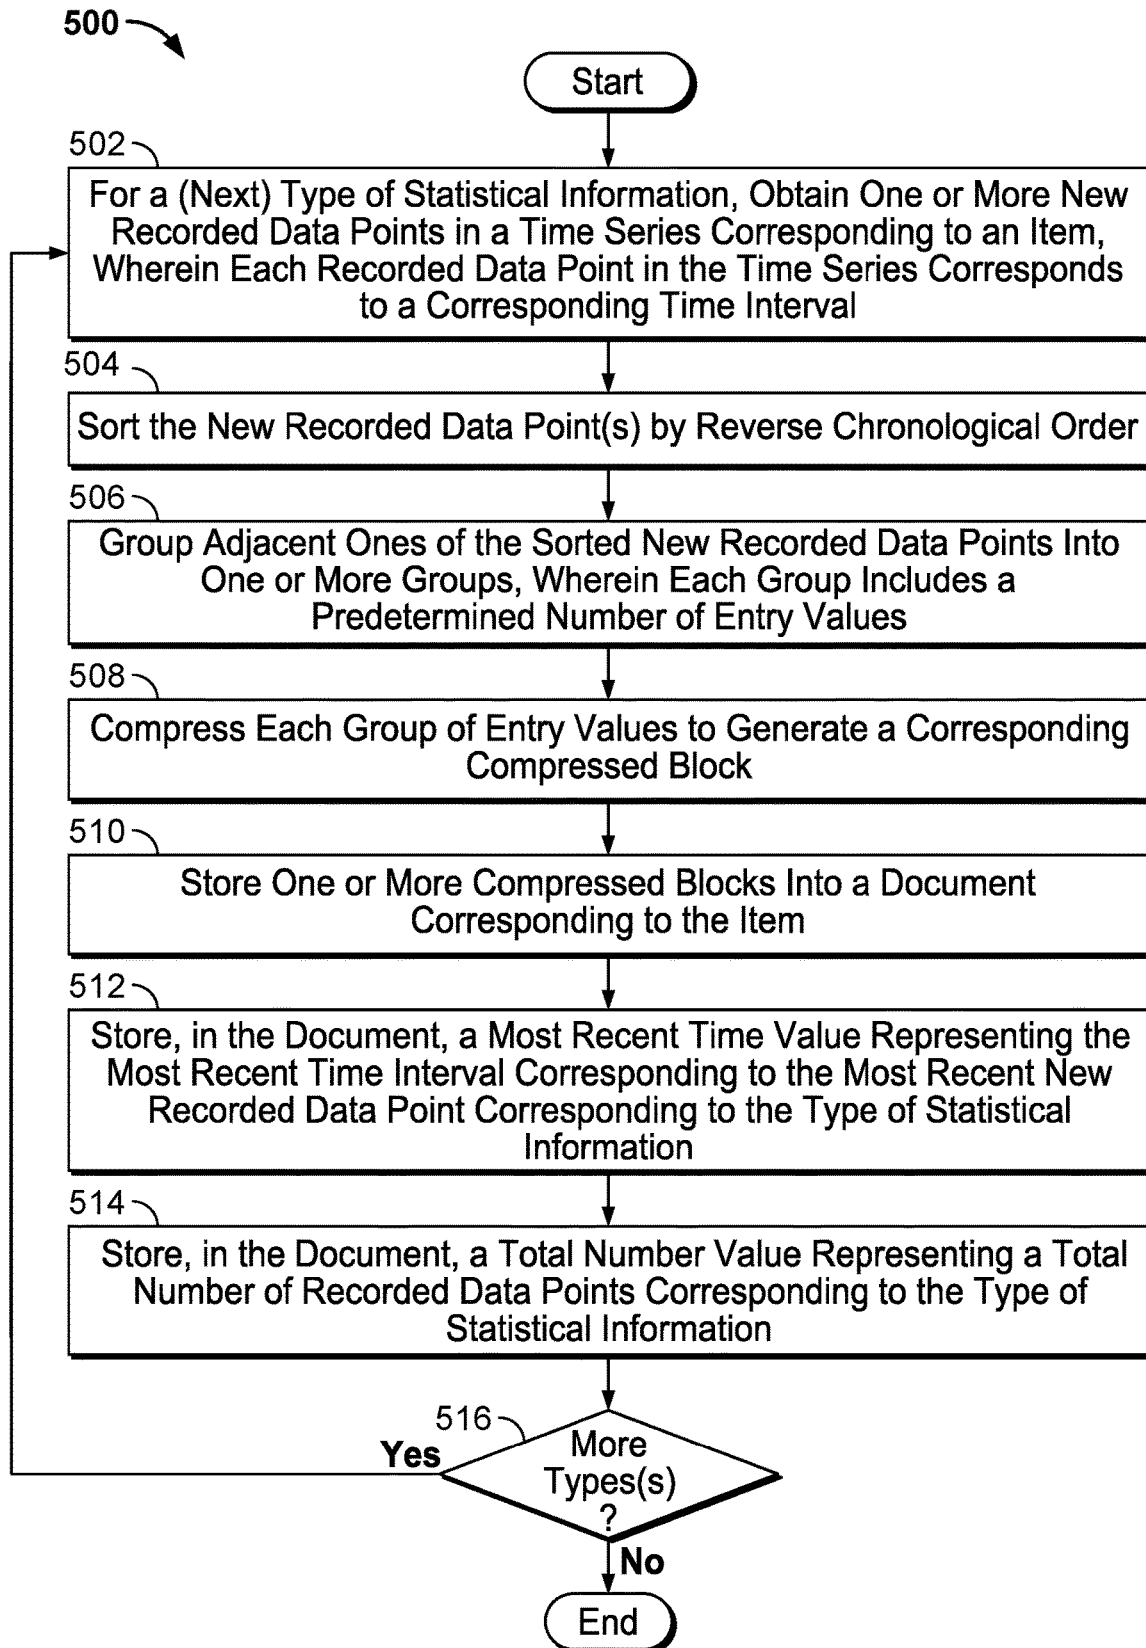 500
Start
502
For a (Next) Type of Statistical Information, Obtain One or More New
Recorded Data Points in a Time Series Corresponding to an Item,
Wherein Each Recorded Data Point in the Time Series Corresponds
to a Corresponding Time Interval
504
Sort the New Recorded Data Point(s) by Reverse Chronological Order
506
Group Adjacent Ones of the Sorted New Recorded Data Points Into
One or More Groups, Wherein Each Group Includes a
Predetermined Number of Entry Values
508
Compress Each Group of Entry Values to Generate a Corresponding
Compressed Block
510
Store One or More Compressed Blocks Into a Document
Corresponding to the Item
512
Store, in the Document, a Most Recent Time Value Representing the
Most Recent Time Interval Corresponding to the Most Recent New
Recorded Data Point Corresponding to the Type of Statistical
Information
514
Store, in the Document, a Total Number Value Representing a Total
Number of Recorded Data Points Corresponding to the Type of
Statistical Information
516
Yes
More
Types(s)
?
No
End